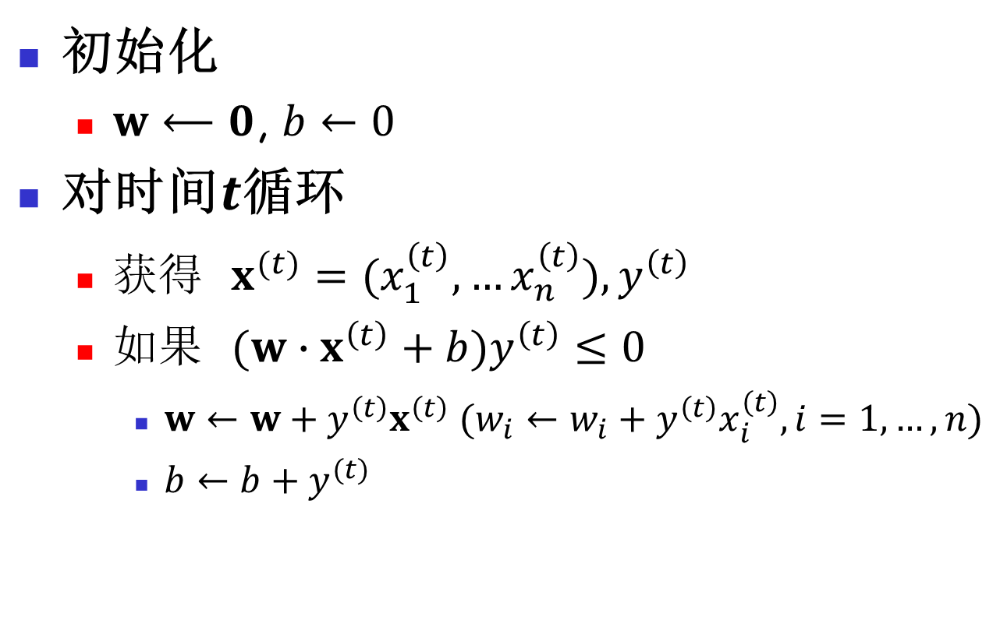 初始化
𝐰 ⟵ 𝟎, b ← 0
对时间t循环
获得 𝐱^(t) = (x_1^(t), … x_n^(t)), y^(t)
如果 (𝐰 · 𝐱^(t) + b)y^(t) ≤ 0
𝐰 ← 𝐰 + y^(t)𝐱^(t) (w_i ← w_i + y^(t)x_i^(t), i = 1, …, n)
b ← b + y^(t)